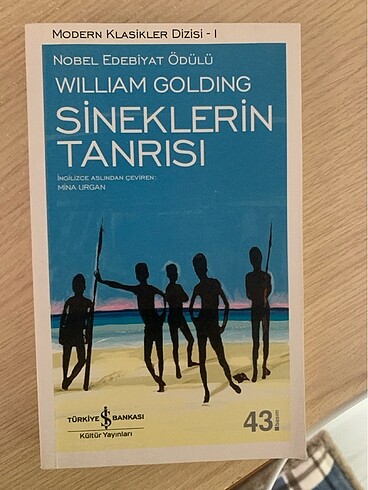 MODERN KLASİKLER DİZİSİ - I
NOBEL EDEBİYAT ÖDÜLÜ
WILLIAM GOLDING
SİNEKLERİN
TANRISI
İNGİLİZCE ASLINDAN ÇEVİREN:
MİNA URGAN
TÜRKİYE İŞ BANKASI
Kültür Yayınları
43. Basım